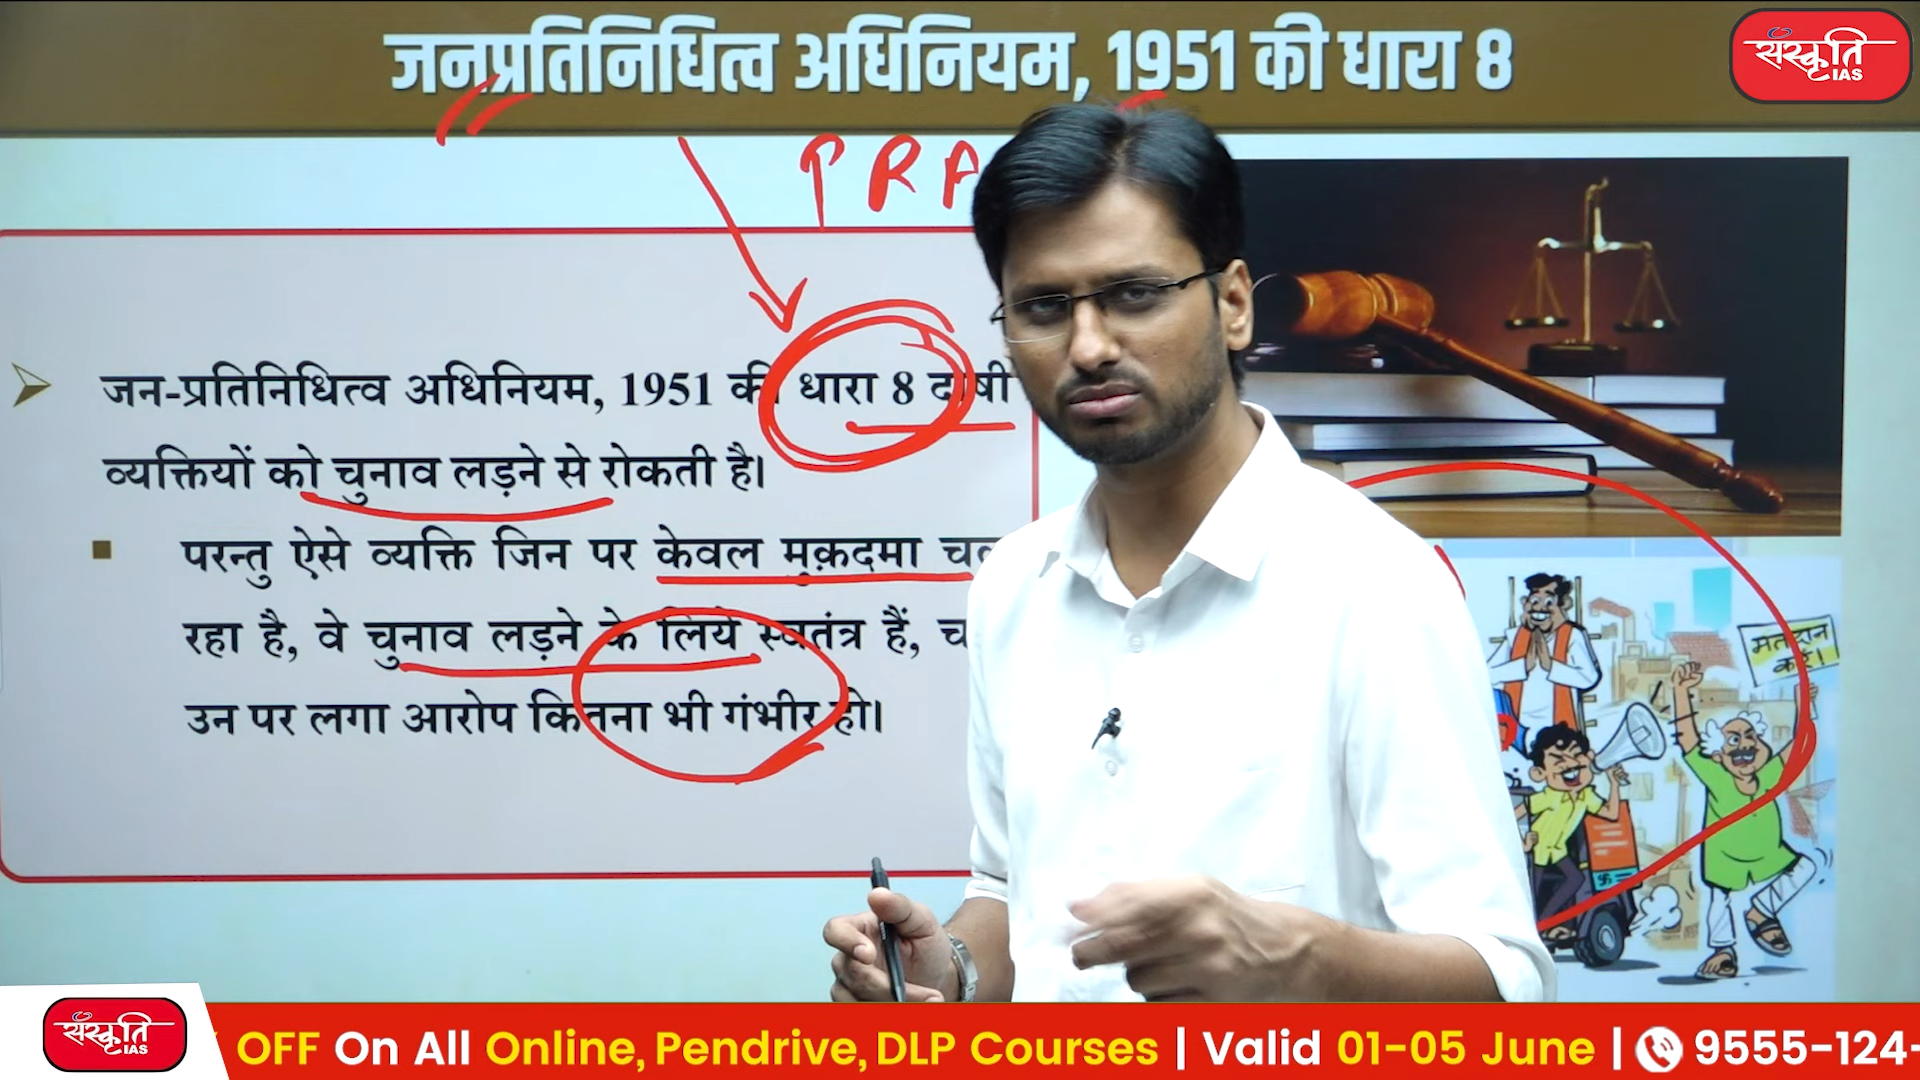 जनप्रतिनिधित्व अधिनियम, 1951 की धारा 8
संस्कृति
IAS
PRA
जन-प्रतिनिधित्व अधिनियम, 1951 की धारा 8 दोषी
व्यक्तियों को चुनाव लड़ने से रोकती है।
परन्तु ऐसे व्यक्ति जिन पर केवल मुक़दमा
रहा है, वे चुनाव लड़ने के लिये स्वतंत्र हैं,
उन पर लगा आरोप कितना भी गंभीर हो।
मतदान
करें।
संस्कृति
IAS
OFF On All Online, Pendrive, DLP Courses | Valid 01-05 June | 9555-124-